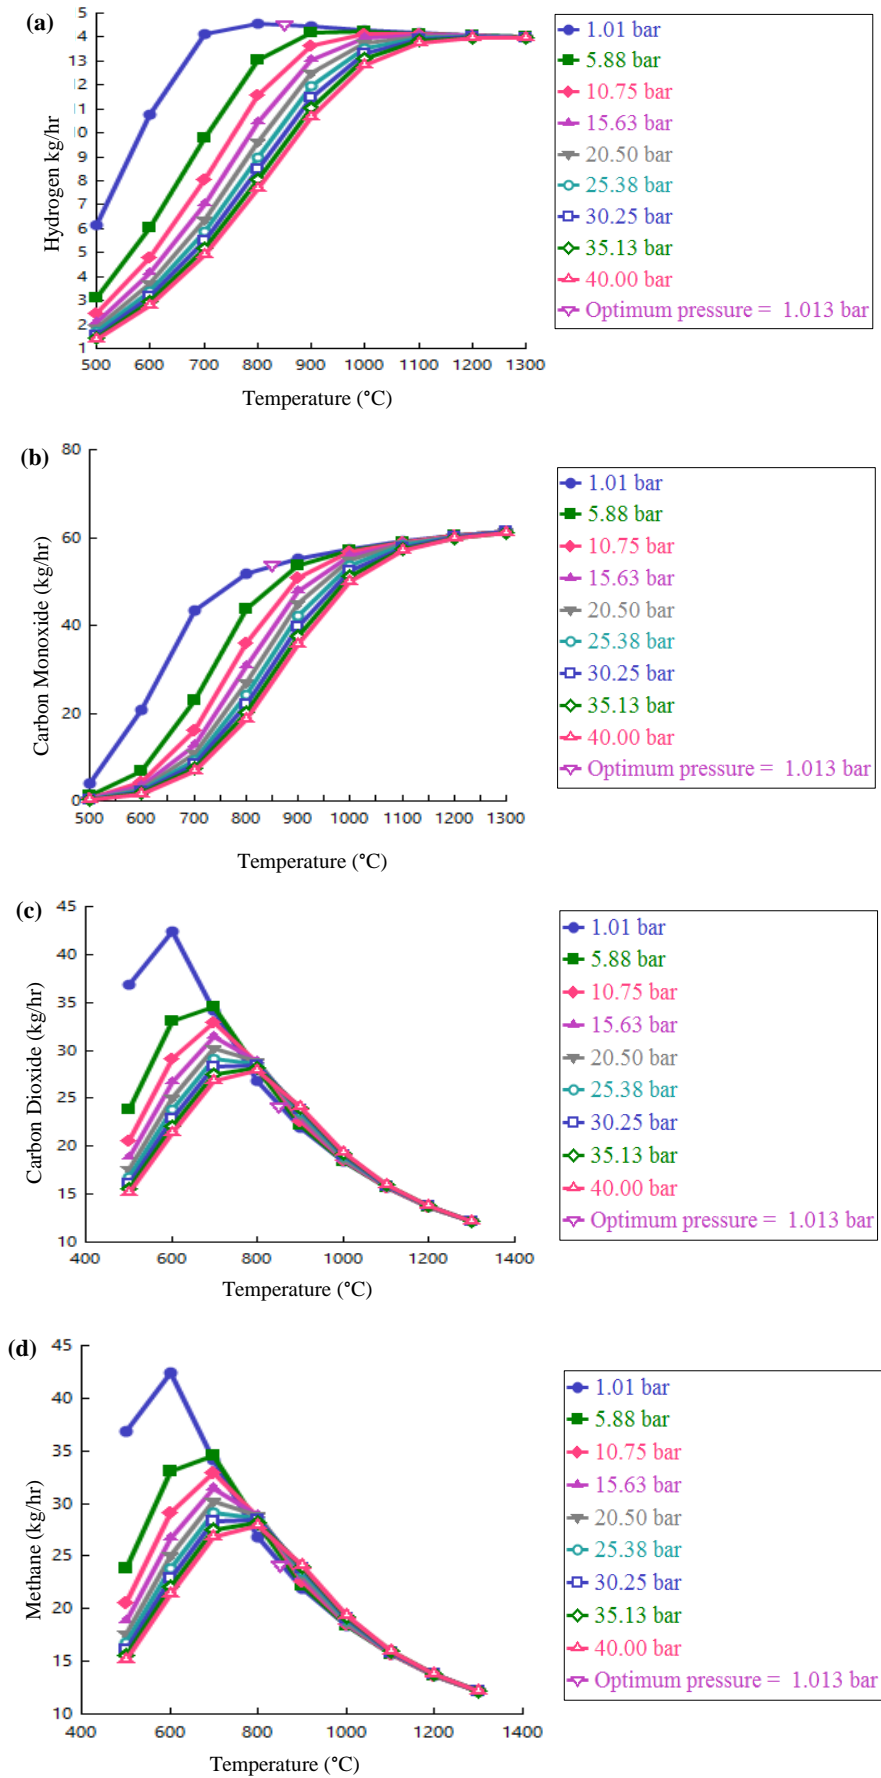 (a)
5
4
13
12
11
10
9
8
7
6
5
4
3
2
1
Hydrogen kg/hr
500 600 700 800 900 1000 1100 1200 1300
Temperature (°C)
1.01 bar
5.88 bar
10.75 bar
15.63 bar
20.50 bar
25.38 bar
30.25 bar
35.13 bar
40.00 bar
Optimum pressure = 1.013 bar
(b)
80
60
40
20
0
Carbon Monoxide (kg/hr)
500 600 700 800 900 1000 1100 1200 1300
Temperature (°C)
1.01 bar
5.88 bar
10.75 bar
15.63 bar
20.50 bar
25.38 bar
30.25 bar
35.13 bar
40.00 bar
Optimum pressure = 1.013 bar
(c)
45
40
35
30
25
20
15
10
Carbon Dioxide (kg/hr)
400 600 800 1000 1200 1400
Temperature (°C)
1.01 bar
5.88 bar
10.75 bar
15.63 bar
20.50 bar
25.38 bar
30.25 bar
35.13 bar
40.00 bar
Optimum pressure = 1.013 bar
(d)
45
40
35
30
25
20
15
10
Methane (kg/hr)
400 600 800 1000 1200 1400
Temperature (°C)
1.01 bar
5.88 bar
10.75 bar
15.63 bar
20.50 bar
25.38 bar
30.25 bar
35.13 bar
40.00 bar
Optimum pressure = 1.013 bar